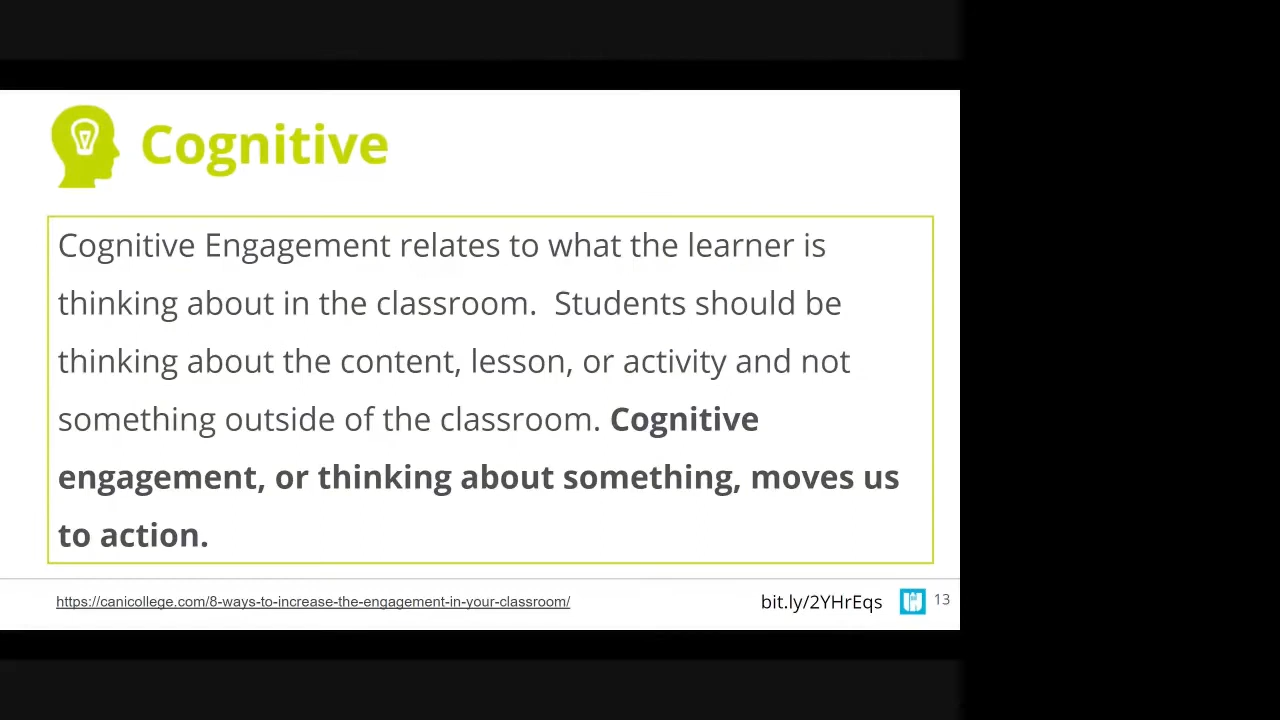 Cognitive
Cognitive Engagement relates to what the learner is
thinking about in the classroom.  Students should be
thinking about the content, lesson, or activity and not
something outside of the classroom. Cognitive
engagement, or thinking about something, moves us
to action.
https://canicollege.com/8-ways-to-increase-the-engagement-in-your-classroom/
bit.ly/2YHrEqs
13